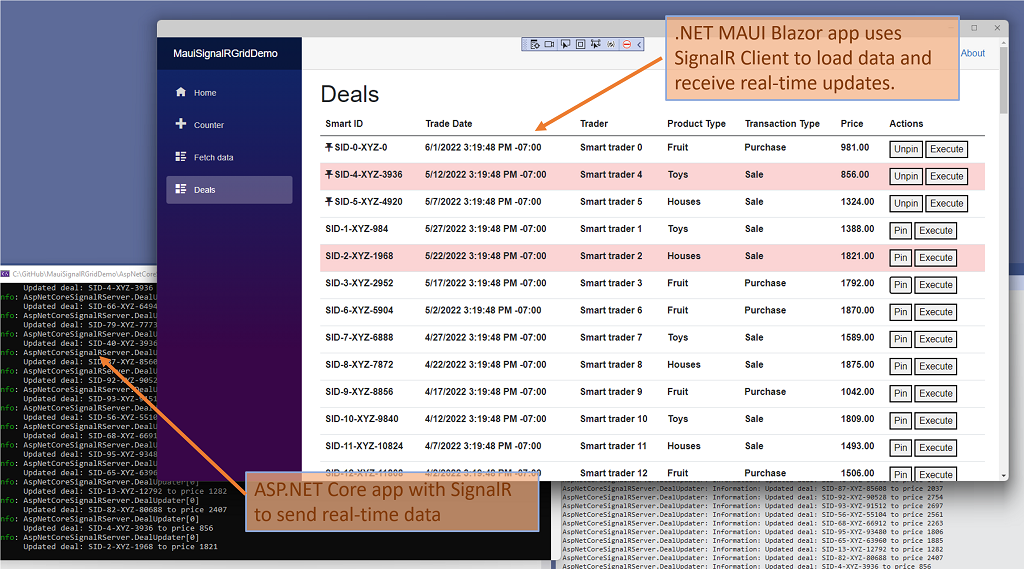 MauiSignalRGridDemo
Home
Counter
Fetch data
Deals
About
.NET MAUI Blazor app uses
SignalR Client to load data and
receive real-time updates.
Deals
Smart ID Trade Date Trader Product Type Transaction Type Price Actions
SID-0-XYZ-0 6/1/2022 3:19:48 PM -07:00 Smart trader 0 Fruit Purchase 981.00 Unpin Execute
SID-4-XYZ-3936 5/12/2022 3:19:48 PM -07:00 Smart trader 4 Toys Sale 856.00 Unpin Execute
SID-5-XYZ-4920 5/7/2022 3:19:48 PM -07:00 Smart trader 5 Houses Sale 1324.00 Unpin Execute
SID-1-XYZ-984 5/27/2022 3:19:48 PM -07:00 Smart trader 1 Toys Sale 1388.00 Pin Execute
SID-2-XYZ-1968 5/22/2022 3:19:48 PM -07:00 Smart trader 2 Houses Sale 1821.00 Pin Execute
SID-3-XYZ-2952 5/17/2022 3:19:48 PM -07:00 Smart trader 3 Fruit Purchase 1792.00 Pin Execute
SID-6-XYZ-5904 5/2/2022 3:19:48 PM -07:00 Smart trader 6 Fruit Purchase 1870.00 Pin Execute
SID-7-XYZ-6888 4/27/2022 3:19:48 PM -07:00 Smart trader 7 Toys Sale 1589.00 Pin Execute
SID-8-XYZ-7872 4/22/2022 3:19:48 PM -07:00 Smart trader 8 Houses Sale 1875.00 Pin Execute
SID-9-XYZ-8856 4/17/2022 3:19:48 PM -07:00 Smart trader 9 Fruit Purchase 1042.00 Pin Execute
SID-10-XYZ-9840 4/12/2022 3:19:48 PM -07:00 Smart trader 10 Toys Sale 1809.00 Pin Execute
SID-11-XYZ-10824 4/7/2022 3:19:48 PM -07:00 Smart trader 11 Houses Sale 1493.00 Pin Execute
Smart trader 12 Fruit Purchase 1506.00 Pin Execute
C:\GitHub\MauiSignalRGridDemo\AspNetCoreS
Updated deal: SID-4-XYZ-3936
nfo: AspNetCoreSignalRServer.DealU
Updated deal: SID-66-XYZ-6494
nfo: AspNetCoreSignalRServer.DealU
Updated deal: SID-79-XYZ-7773
nfo: AspNetCoreSignalRServer.DealU
Updated deal: SID-40-XYZ-3936
nfo: AspNetCoreSignalRServer.DealU
Updated deal: SID-87-XYZ-8560
nfo: AspNetCoreSignalRServer.DealU
Updated deal: SID-92-XYZ-9052
nfo: AspNetCoreSignalRServer.DealU
Updated deal: SID-93-XYZ-9151
nfo: AspNetCoreSignalRServer.DealU
Updated deal: SID-56-XYZ-5510
nfo: AspNetCoreSignalRServer.DealU
Updated deal: SID-68-XYZ-6691
nfo: AspNetCoreSignalRServer.DealU
Updated deal: SID-95-XYZ-9348
nfo: AspNetCoreSignalRServer.DealU
Updated deal: SID-65-XYZ-6396
nfo: AspNetCoreSignalRServer.DealU
Updated deal: SID-13-XYZ-12792 to price 1282
nfo: AspNetCoreSignalRServer.DealUpdater[0]
Updated deal: SID-82-XYZ-80688 to price 2407
nfo: AspNetCoreSignalRServer.DealUpdater[0]
Updated deal: SID-4-XYZ-3936 to price 856
nfo: AspNetCoreSignalRServer.DealUpdater[0]
Updated deal: SID-2-XYZ-1968 to price 1821
ASP.NET Core app with SignalR
to send real-time data
AspNetCoreSignalRServer.DealUpdater: Information: Updated deal: SID-87-XYZ-85608 to price 2037
AspNetCoreSignalRServer.DealUpdater: Information: Updated deal: SID-92-XYZ-90528 to price 2754
AspNetCoreSignalRServer.DealUpdater: Information: Updated deal: SID-93-XYZ-91512 to price 2697
AspNetCoreSignalRServer.DealUpdater: Information: Updated deal: SID-56-XYZ-55104 to price 2561
AspNetCoreSignalRServer.DealUpdater: Information: Updated deal: SID-68-XYZ-66912 to price 2263
AspNetCoreSignalRServer.DealUpdater: Information: Updated deal: SID-95-XYZ-93480 to price 1806
AspNetCoreSignalRServer.DealUpdater: Information: Updated deal: SID-65-XYZ-63960 to price 1885
AspNetCoreSignalRServer.DealUpdater: Information: Updated deal: SID-13-XYZ-12792 to price 1282
AspNetCoreSignalRServer.DealUpdater: Information: Updated deal: SID-82-XYZ-80688 to price 2407
AspNetCoreSignalRServer.DealUpdater: Information: Updated deal: SID-4-XYZ-3936 to price 856